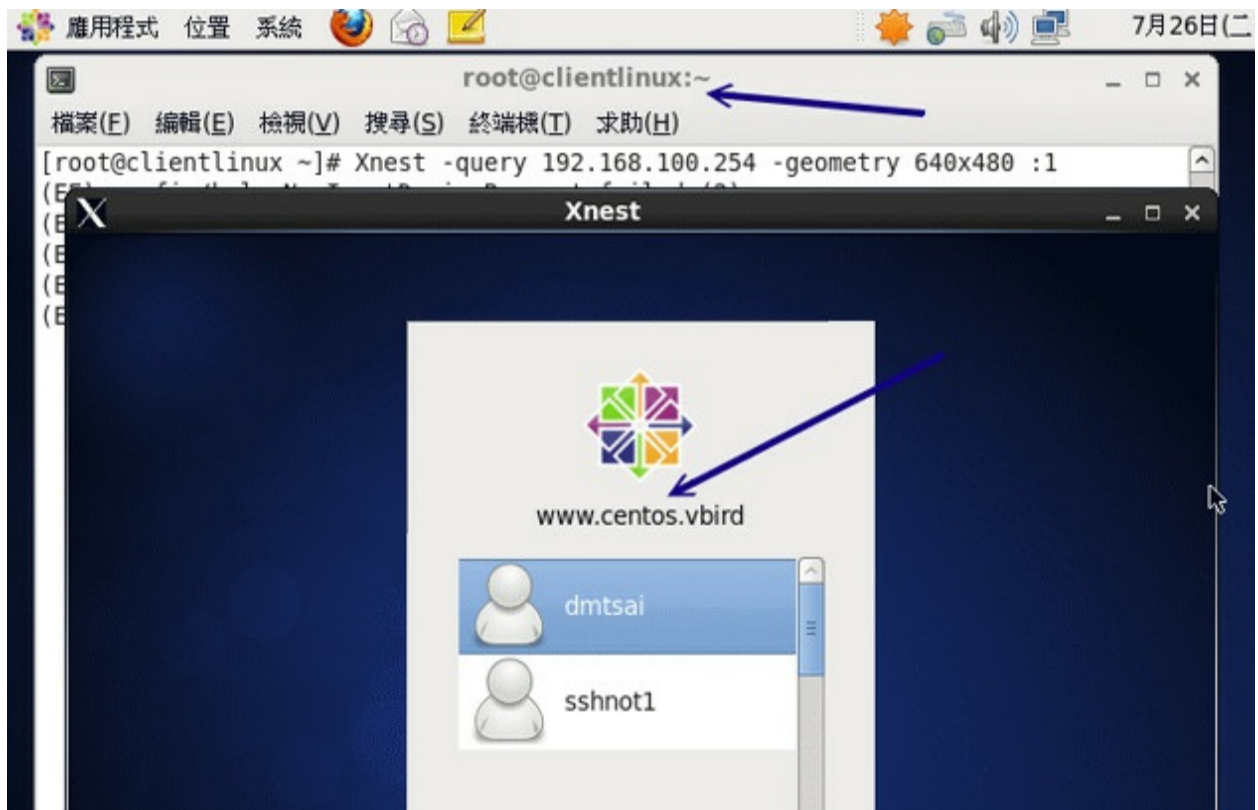 應用程式 位置 系統 7月26日(二
root@clientlinux:~
檔案(F) 編輯(E) 檢視(V) 搜尋(S) 終端機(T) 求助(H)
[root@clientlinux ~]# Xnest -query 192.168.100.254 -geometry 640x480 :1
Xnest
(E
(E
(E
(E
www.centos.vbird
dmtsai
sshnot1